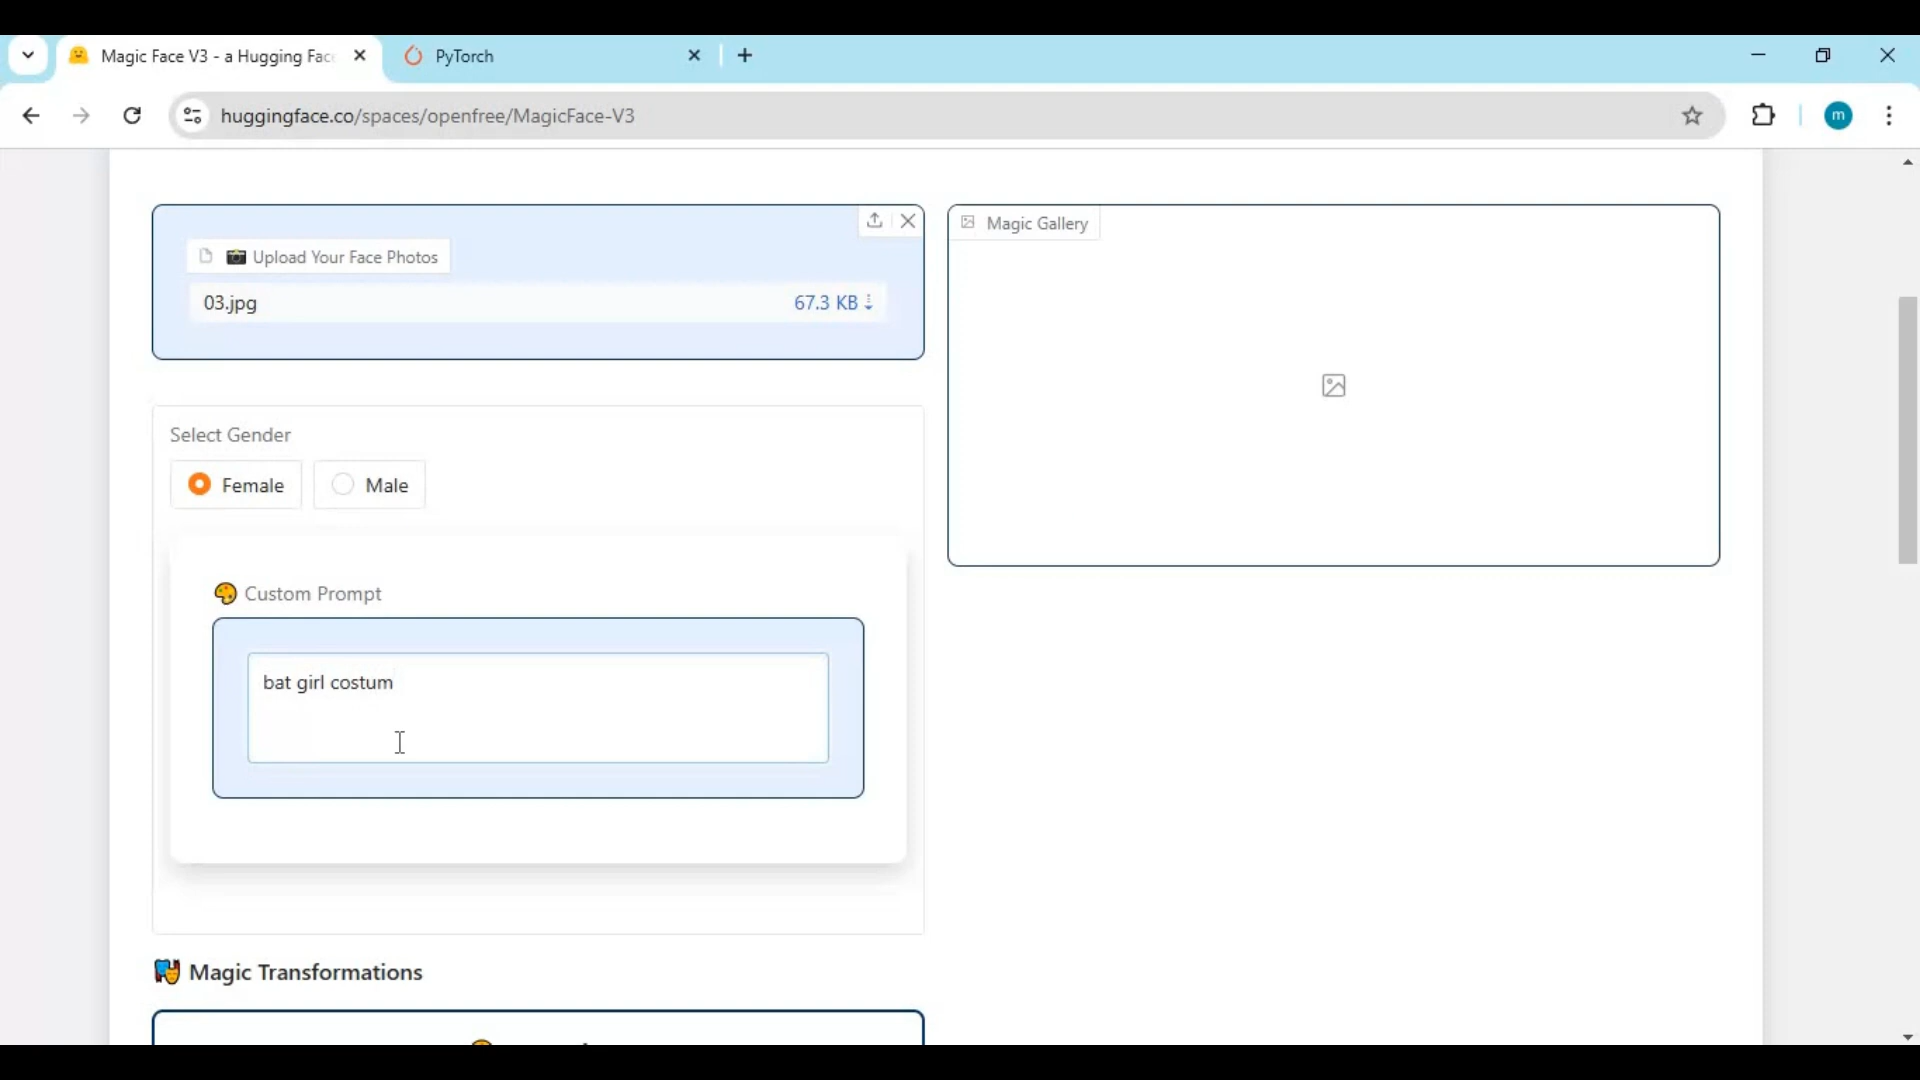 Magic Face V3 - a Hugging Fac
PyTorch
huggingface.co/spaces/openfree/MagicFace-V3
m
Upload Your Face Photos
03.jpg
67.3 KB ⇣
Magic Gallery
Select Gender
Female
Male
Custom Prompt
bat girl costum
Magic Transformations